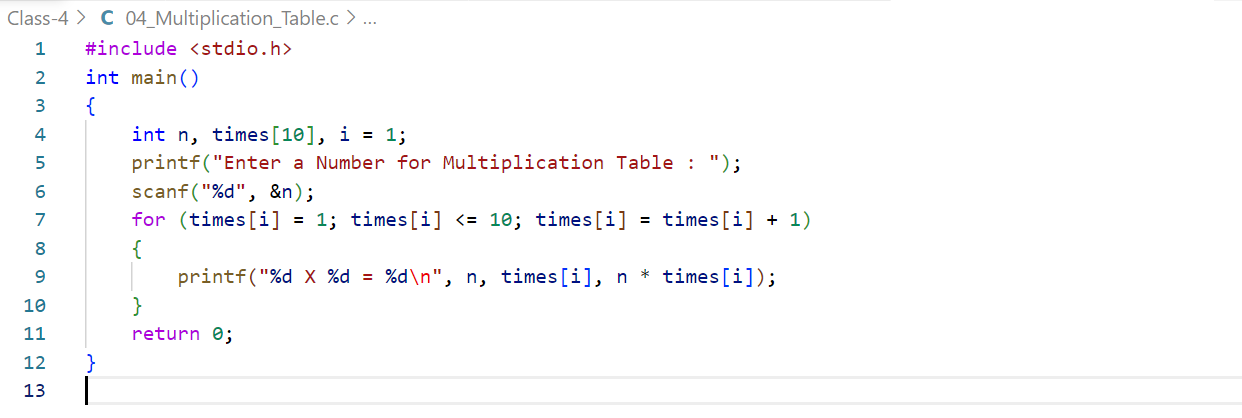 Class-4 > C 04_Multiplication_Table.c > ...
1 #include <stdio.h>
2 int main()
3 {
4     int n, times[10], i = 1;
5     printf("Enter a Number for Multiplication Table : ");
6     scanf("%d", &n);
7     for (times[i] = 1; times[i] <= 10; times[i] = times[i] + 1)
8     {
9         printf("%d X %d = %d\n", n, times[i], n * times[i]);
10     }
11     return 0;
12 }
13